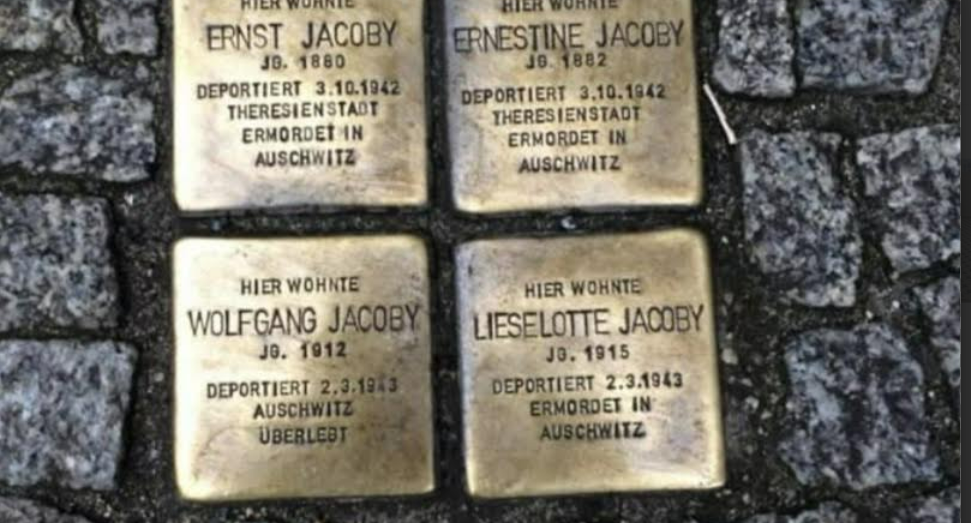 HIER WOHNTE
ERNST JACOBY
JG. 1880
DEPORTIERT 3.10.1942
THERESIENSTADT
ERMORDET IN
AUSCHWITZ
HIER WOHNTE
ERNESTINE JACOBY
JG. 1882
DEPORTIERT 3.10.1942
THERESIENSTADT
ERMORDET IN
AUSCHWITZ
HIER WOHNTE
WOLFGANG JACOBY
JG. 1912
DEPORTIERT 2.3.1943
AUSCHWITZ
ÜBERLEBT
HIER WOHNTE
LIESELOTTE JACOBY
JG. 1915
DEPORTIERT 2.3.1943
ERMORDET IN
AUSCHWITZ